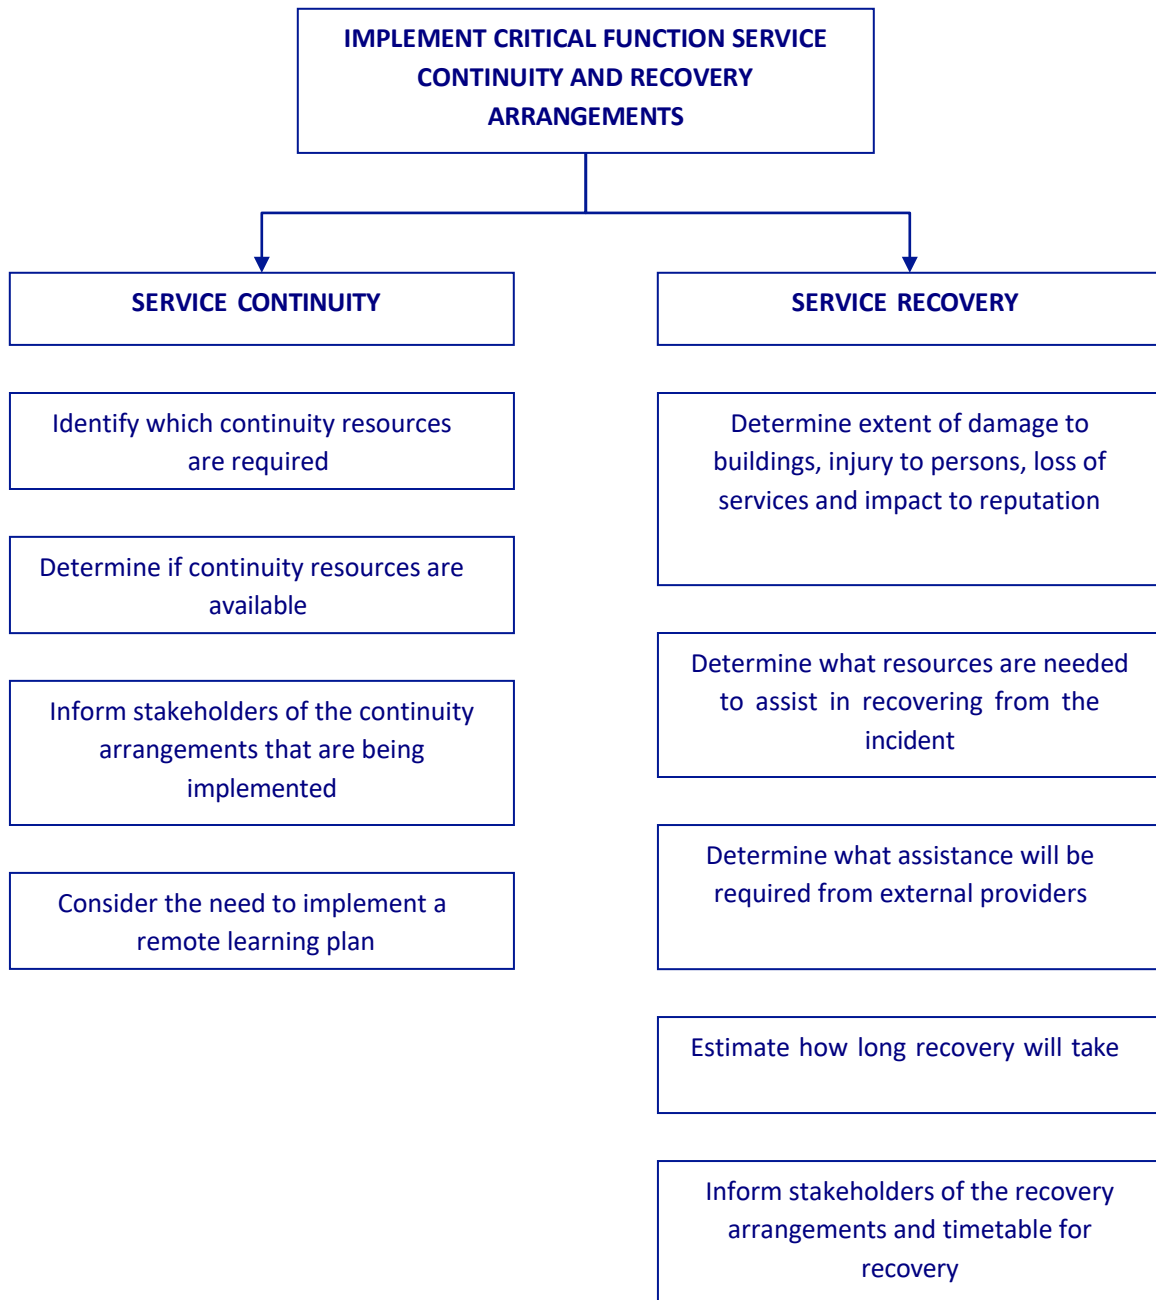 IMPLEMENT CRITICAL FUNCTION SERVICE
CONTINUITY AND RECOVERY
ARRANGEMENTS
SERVICE CONTINUITY
Identify which continuity resources
are required
Determine if continuity resources are
available
Inform stakeholders of the continuity
arrangements that are being
implemented
Consider the need to implement a
remote learning plan
SERVICE RECOVERY
Determine extent of damage to
buildings, injury to persons, loss of
services and impact to reputation
Determine what resources are needed
to assist in recovering from the
incident
Determine what assistance will be
required from external providers
Estimate how long recovery will take
Inform stakeholders of the recovery
arrangements and timetable for
recovery